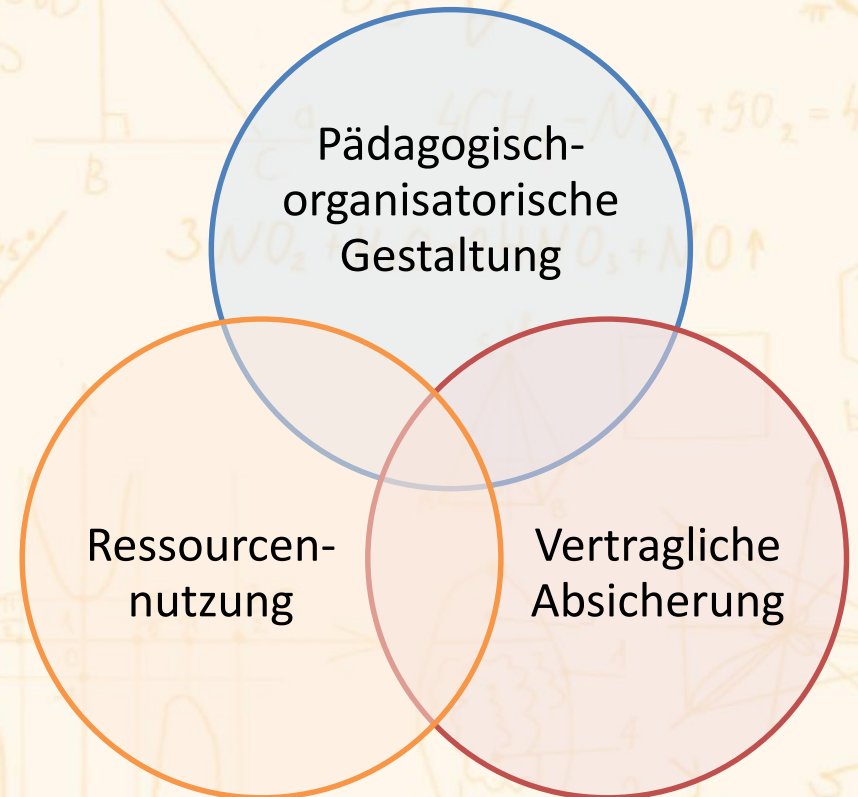 Pädagogisch-
organisatorische
Gestaltung
Ressourcen-
nutzung
Vertragliche
Absicherung